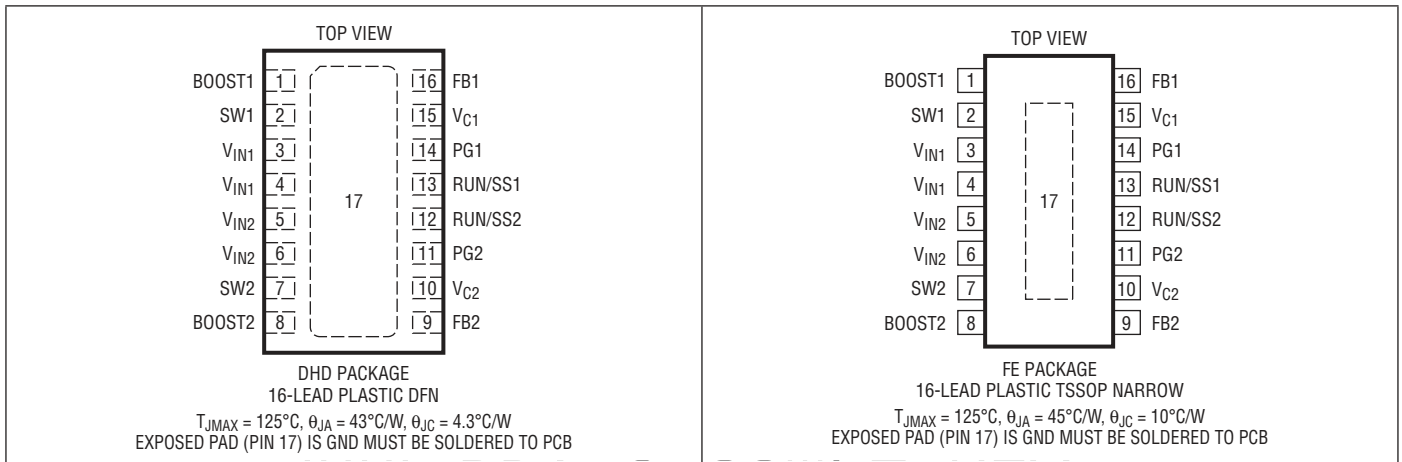 TOP VIEW
BOOST1 1 16 FB1
SW1 2 15 VC1
VIN1 3 14 PG1
VIN1 4 13 RUN/SS1
17
VIN2 5 12 RUN/SS2
VIN2 6 11 PG2
SW2 7 10 VC2
BOOST2 8 9 FB2
DHD PACKAGE
16-LEAD PLASTIC DFN
TJMAX = 125°C, θJA = 43°C/W, θJC = 4.3°C/W
EXPOSED PAD (PIN 17) IS GND MUST BE SOLDERED TO PCB
TOP VIEW
BOOST1 1 16 FB1
SW1 2 15 VC1
VIN1 3 14 PG1
VIN1 4 13 RUN/SS1
17
VIN2 5 12 RUN/SS2
VIN2 6 11 PG2
SW2 7 10 VC2
BOOST2 8 9 FB2
FE PACKAGE
16-LEAD PLASTIC TSSOP NARROW
TJMAX = 125°C, θJA = 45°C/W, θJC = 10°C/W
EXPOSED PAD (PIN 17) IS GND MUST BE SOLDERED TO PCB